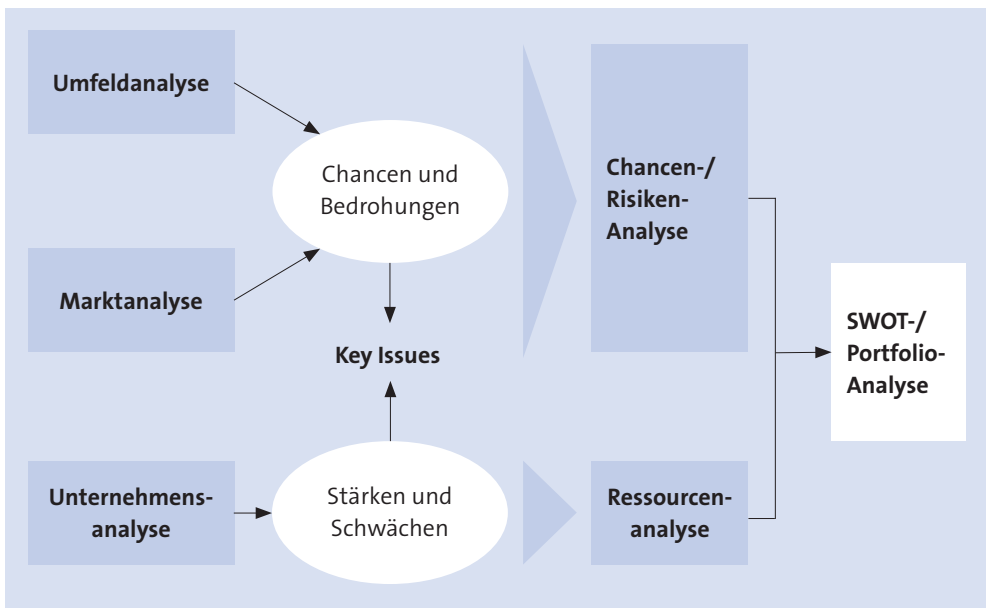 Umfeldanalyse
Chancen und
Bedrohungen
Chancen-/
Risiken-
Analyse
Marktanalyse
Key Issues
SWOT-/
Portfolio-
Analyse
Unternehmens-
analyse
Stärken und
Schwächen
Ressourcen-
analyse